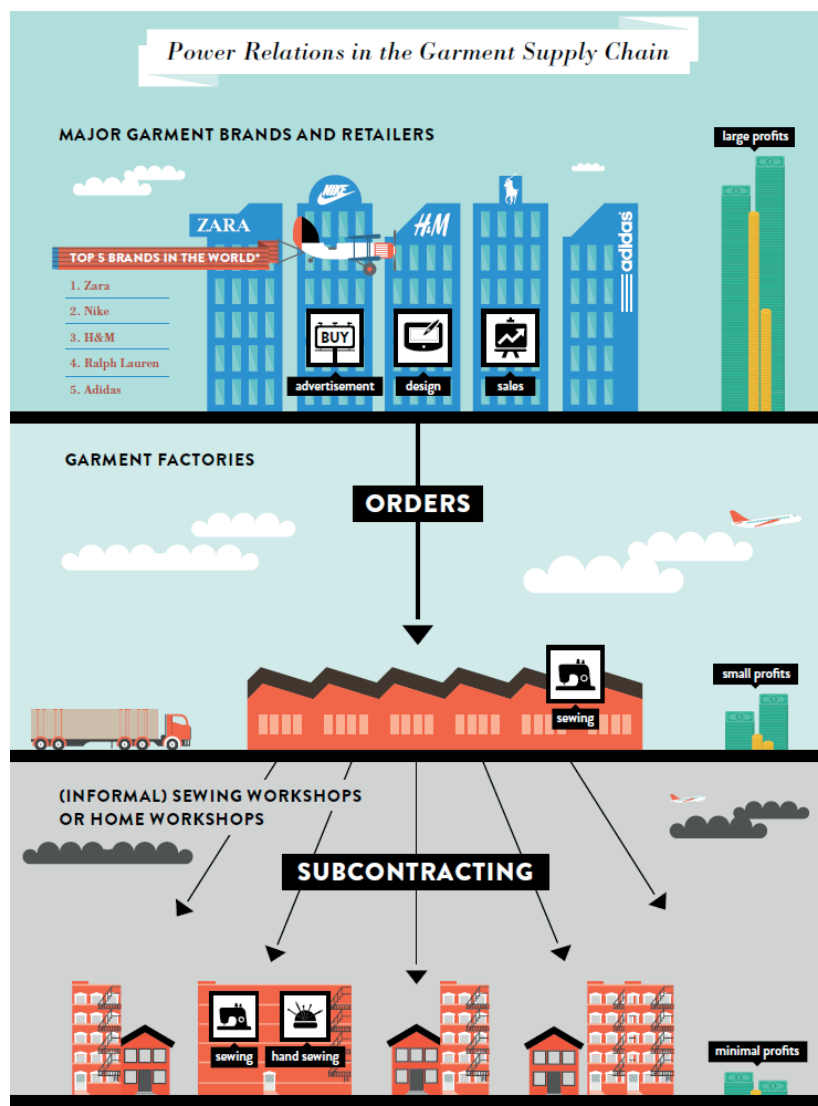 Power Relations in the Garment Supply Chain
MAJOR GARMENT BRANDS AND RETAILERS
large profits
NIKE
ZARA
H&M
adidas
TOP 5 BRANDS IN THE WORLD*
1. Zara
2. Nike
3. H&M
4. Ralph Lauren
5. Adidas
BUY
advertisement
design
sales
GARMENT FACTORIES
ORDERS
small profits
sewing
(INFORMAL) SEWING WORKSHOPS
OR HOME WORKSHOPS
SUBCONTRACTING
sewing
hand sewing
minimal profits